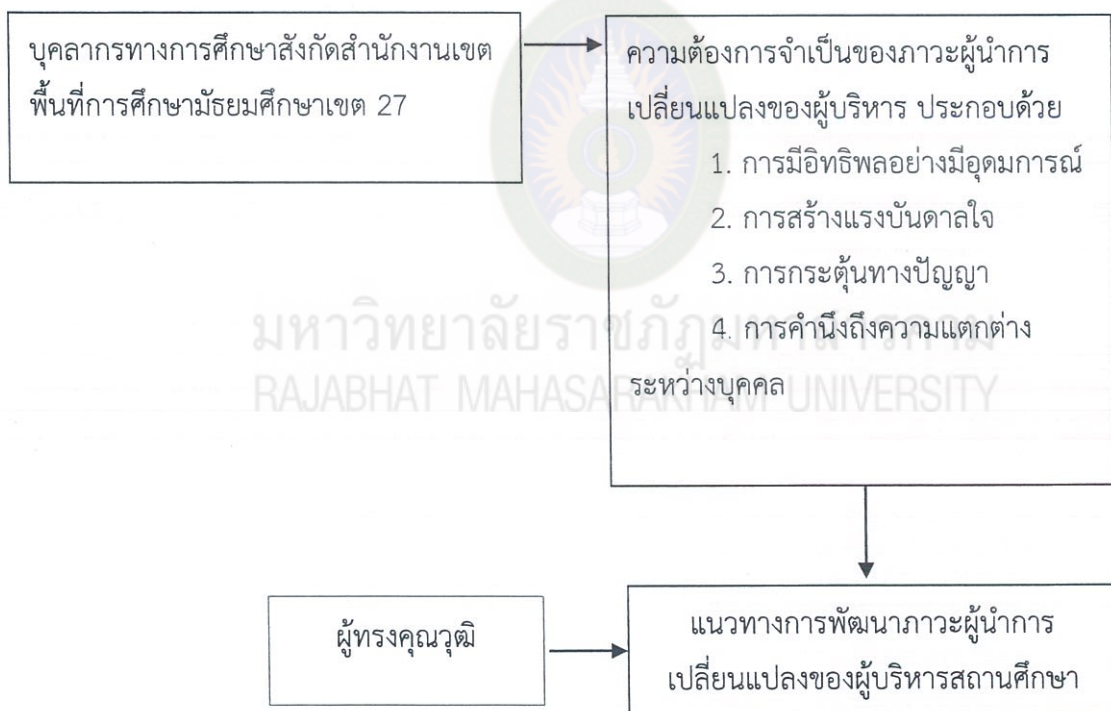 บุคลากรทางการศึกษาสังกัดสำนักงานเขต
พื้นที่การศึกษามัธยมศึกษาเขต 27
ความต้องการจำเป็นของภาวะผู้นำการ
เปลี่ยนแปลงของผู้บริหาร ประกอบด้วย
1. การมีอิทธิพลอย่างมีอุดมการณ์
2. การสร้างแรงบันดาลใจ
3. การกระตุ้นทางปัญญา
4. การคำนึงถึงความแตกต่าง
ระหว่างบุคคล
มหาวิทยาลัยราชภัฏมหาสารคาม
RAJABHAT MAHASARAKHAM UNIVERSITY
ผู้ทรงคุณวุฒิ
แนวทางการพัฒนาภาวะผู้นำการ
เปลี่ยนแปลงของผู้บริหารสถานศึกษา